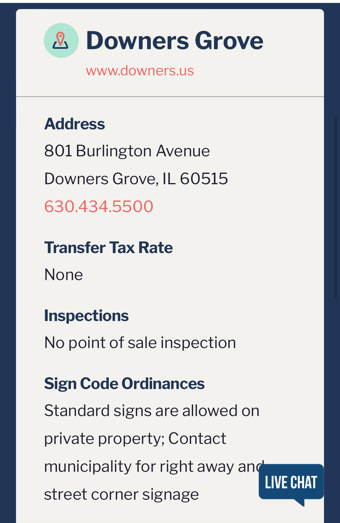 Downers Grove
www.downers.us
Address
801 Burlington Avenue
Downers Grove, IL 60515
630.434.5500
Transfer Tax Rate
None
Inspections
No point of sale inspection
Sign Code Ordinances
Standard signs are allowed on
private property; Contact
municipality for right away and
street corner signage
LIVE CHAT